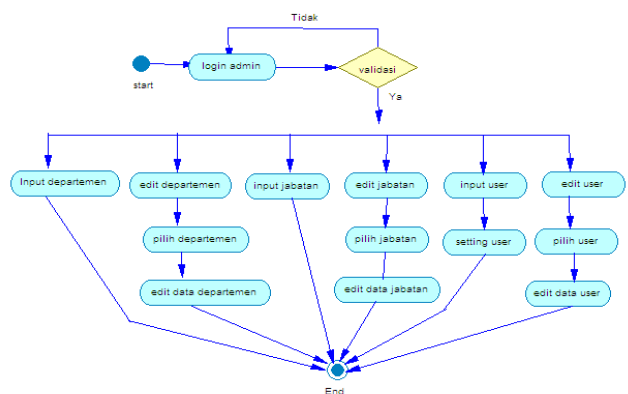 Tidak
login admin
validasi
start
Ya
Input departemen
edit departemen
input jabatan
edit jabatan
input user
edit user
pilih departemen
pilih jabatan
setting user
pilih user
edit data departemen
edit data jabatan
edit data user
End